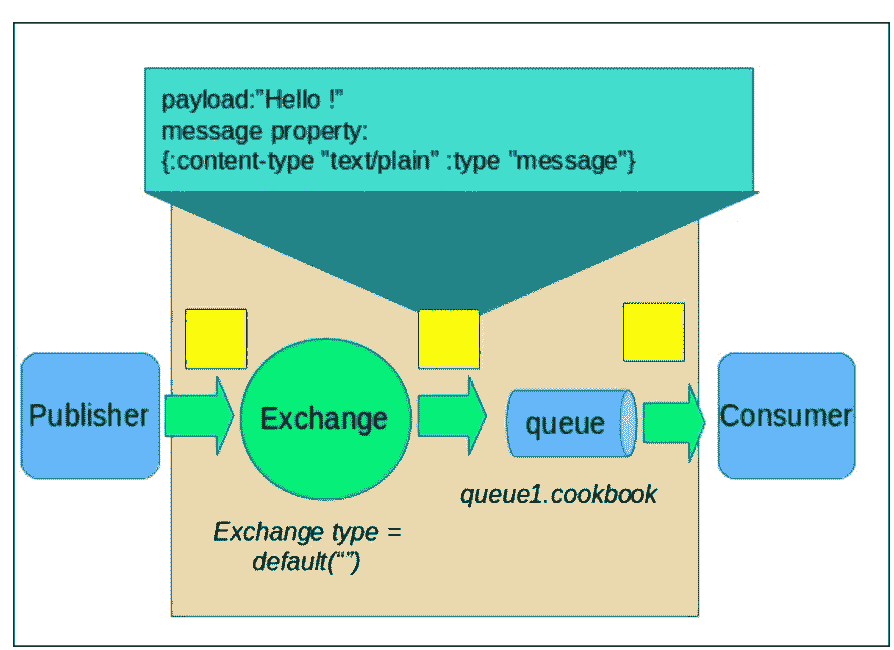 payload:”Hello !”
message property:
{:content-type "text/plain" :type "message"}
Publisher
Exchange
queue
Consumer
queue1.cookbook
Exchange type =
default(“”)